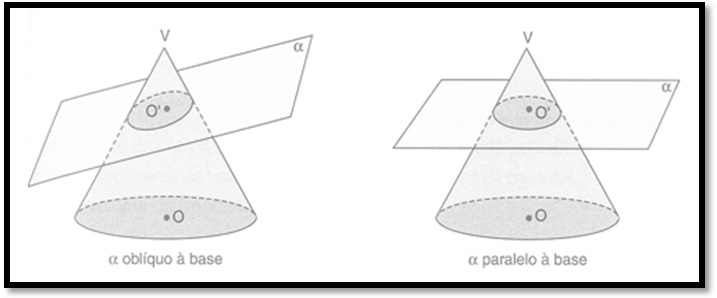 V
α
O'
O
α oblíquo à base
V
α
O'
O
α paralelo à base